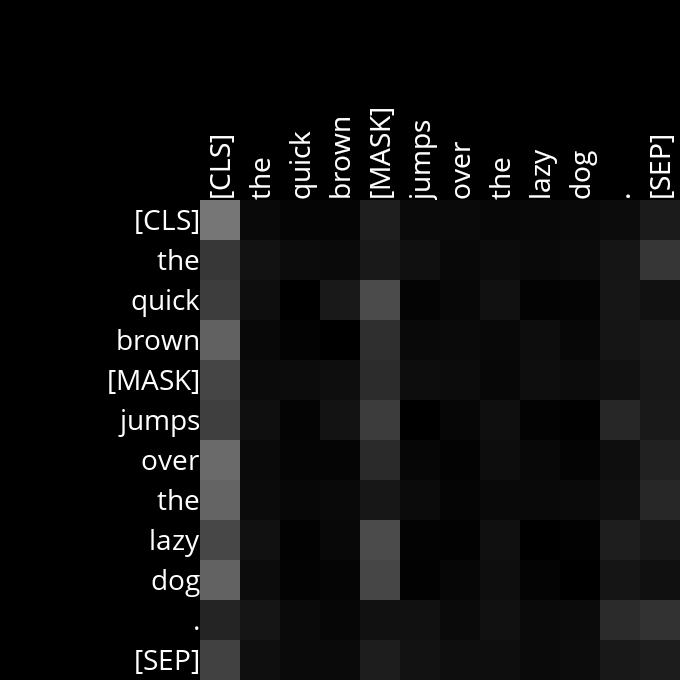 [CLS] the quick brown [MASK] jumps over the lazy dog . [SEP]
[CLS]
the
quick
brown
[MASK]
jumps
over
the
lazy
dog
.
[SEP]